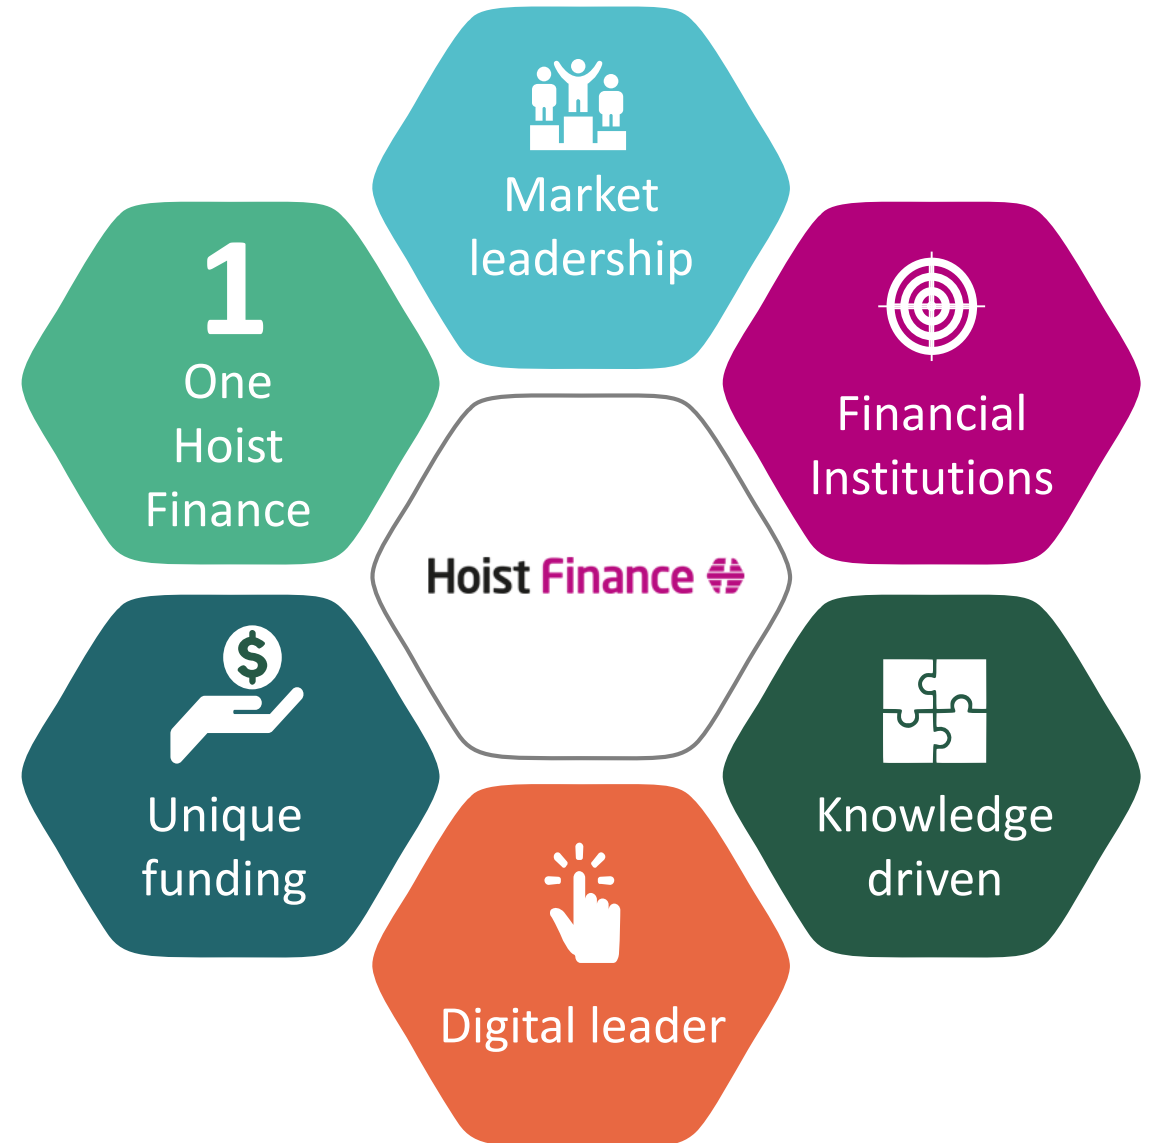 Market
leadership
Financial
Institutions
Knowledge
driven
Digital leader
$
Unique
funding
1
One
Hoist
Finance
Hoist Finance